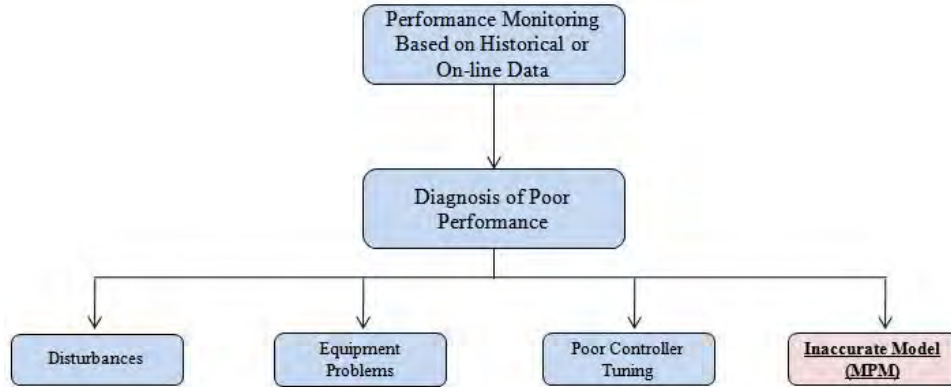 Performance Monitoring
Based on Historical or
On-line Data
Diagnosis of Poor
Performance
Disturbances
Equipment
Problems
Poor Controller
Tuning
Inaccurate Model
(MPM)